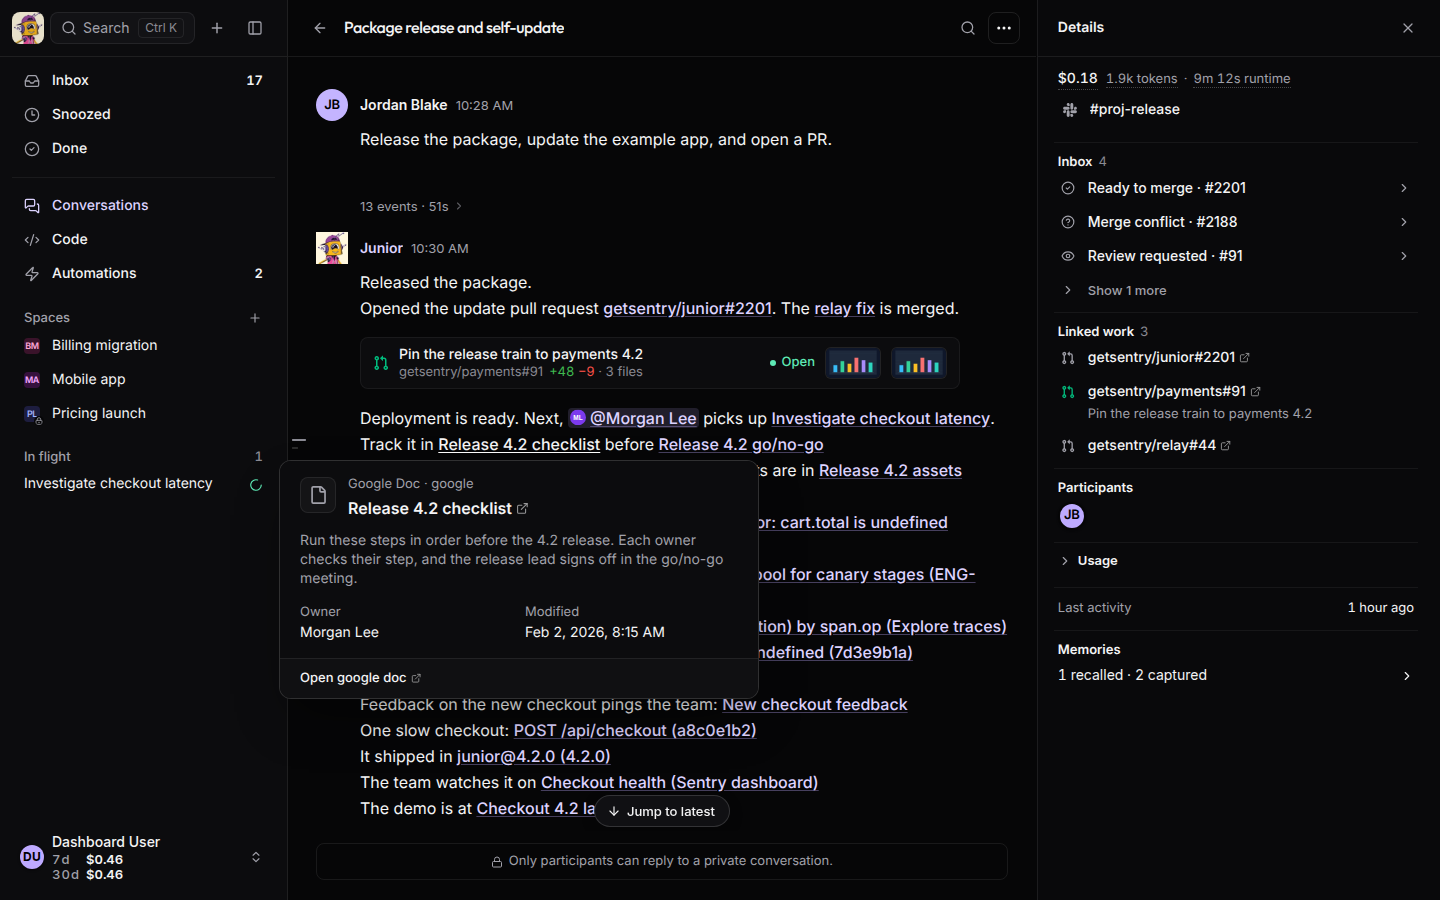 Search Ctrl K
Inbox 17
Snoozed
Done
Conversations
Code
Automations 2
Spaces
BM Billing migration
MA Mobile app
PL Pricing launch
In flight 1
Investigate checkout latency
DU Dashboard User
7d $0.46
30d $0.46
Package release and self-update
JB Jordan Blake 10:28 AM
Release the package, update the example app, and open a PR.
13 events · 51s
Junior 10:30 AM
Released the package.
Opened the update pull request getsentry/junior#2201. The relay fix is merged.
Pin the release train to payments 4.2
getsentry/payments#91 +48 −9 · 3 files
Open
Deployment is ready. Next, ML @Morgan Lee picks up Investigate checkout latency.
Track it in Release 4.2 checklist before Release 4.2 go/no-go
s are in Release 4.2 assets
or: cart.total is undefined
pool for canary stages (ENG-
tion) by span.op (Explore traces)
ndefined (7d3e9b1a)
Google Doc · google
Release 4.2 checklist
Run these steps in order before the 4.2 release. Each owner
checks their step, and the release lead signs off in the go/no-go
meeting.
Owner Modified
Morgan Lee Feb 2, 2026, 8:15 AM
Open google doc
Feedback on the new checkout pings the team: New checkout feedback
One slow checkout: POST /api/checkout (a8c0e1b2)
It shipped in junior@4.2.0 (4.2.0)
The team watches it on Checkout health (Sentry dashboard)
The demo is at Checkout 4.2 la
Jump to latest
Only participants can reply to a private conversation.
Details
$0.18 1.9k tokens · 9m 12s runtime
#proj-release
Inbox 4
Ready to merge · #2201
Merge conflict · #2188
Review requested · #91
Show 1 more
Linked work 3
getsentry/junior#2201
getsentry/payments#91
Pin the release train to payments 4.2
getsentry/relay#44
Participants
JB
Usage
Last activity 1 hour ago
Memories
1 recalled · 2 captured